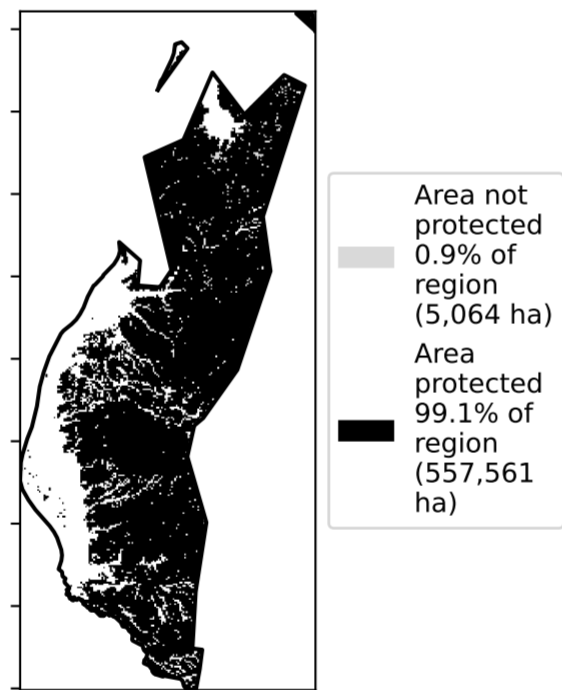 Area not
protected
0.9% of
region
(5,064 ha)
Area
protected
99.1% of
region
(557,561
ha)